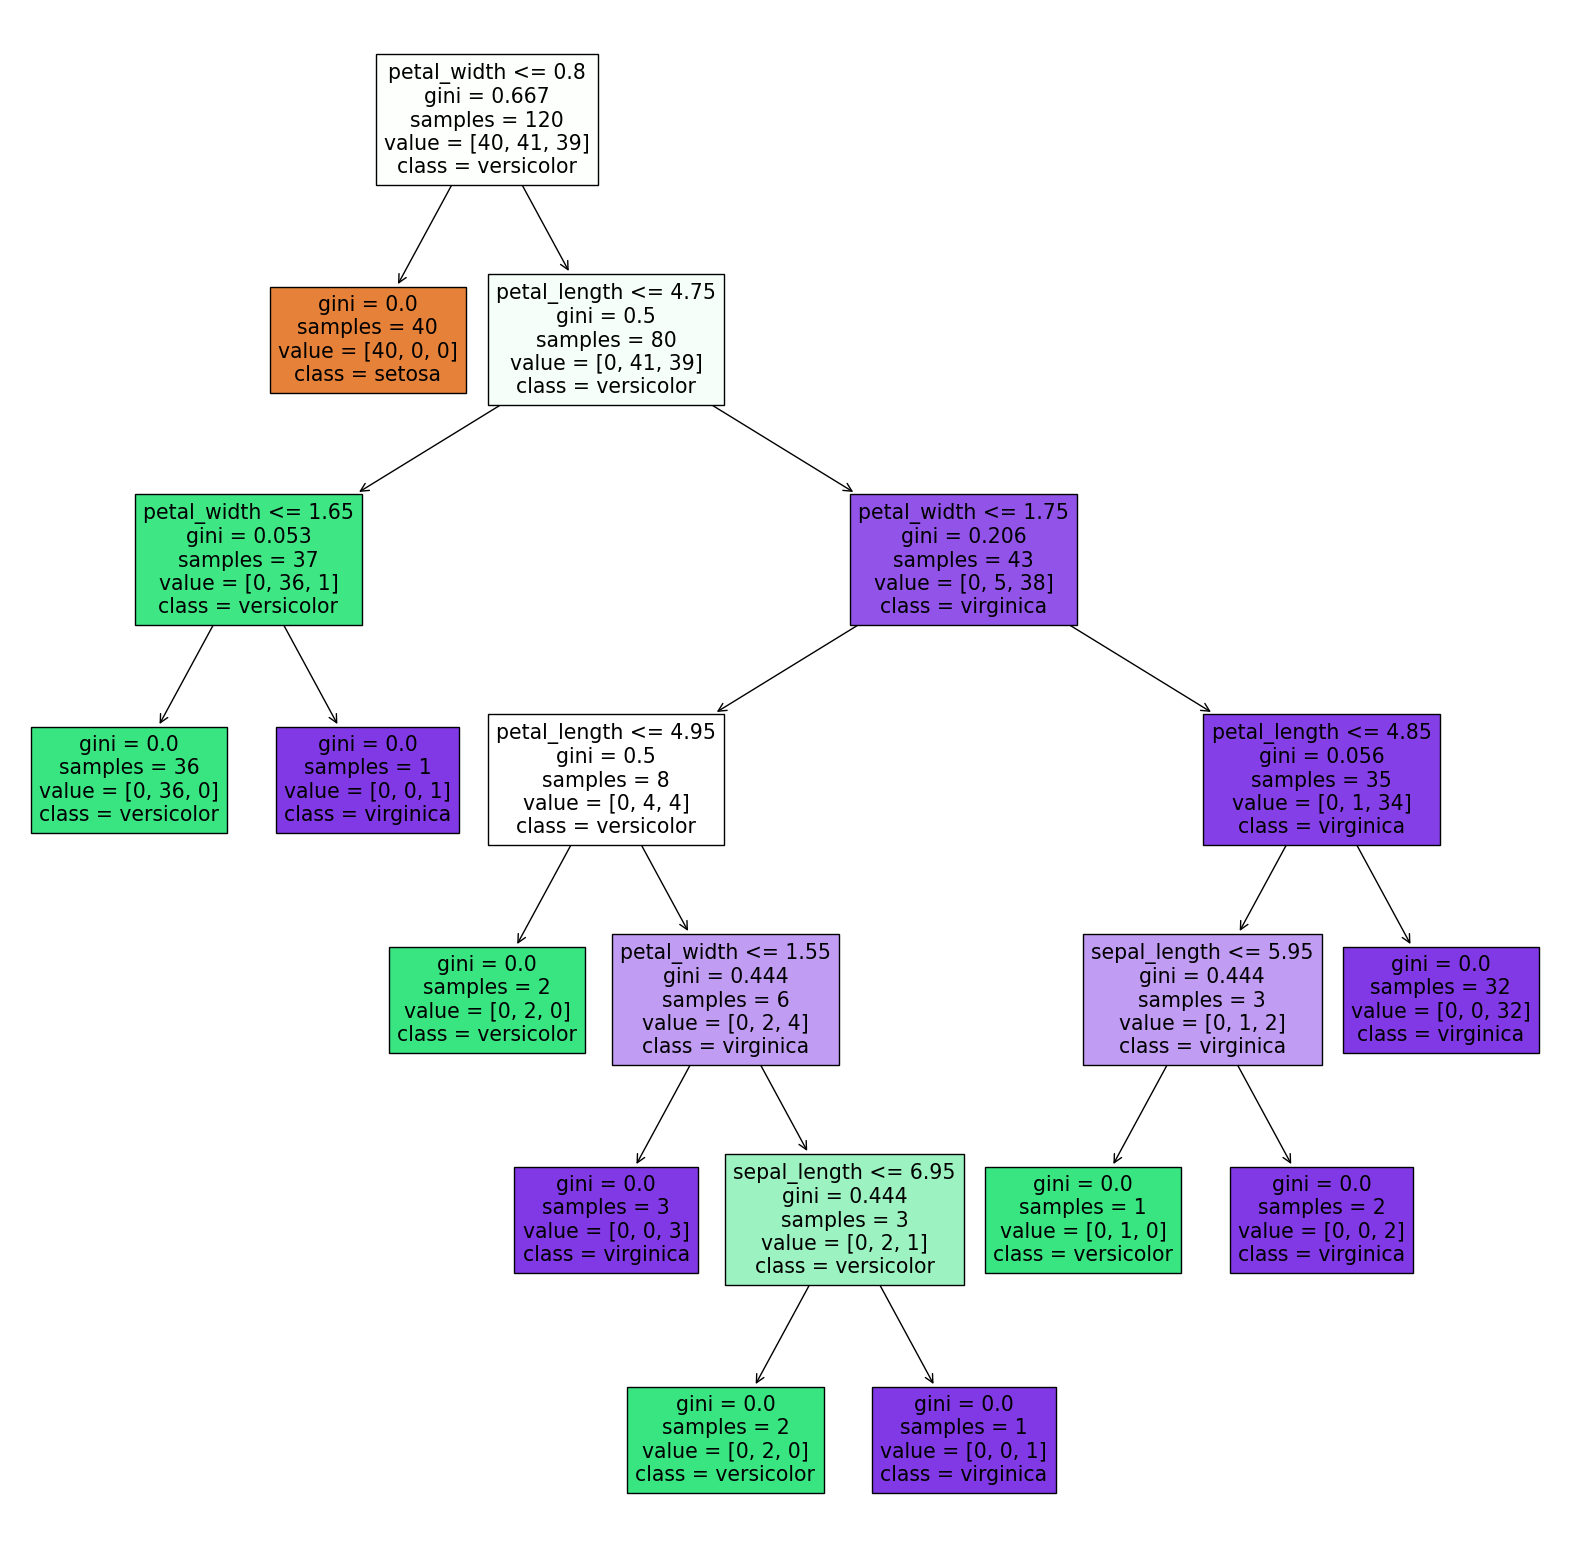 petal_width <= 0.8
gini = 0.667
samples = 120
value = [40, 41, 39]
class = versicolor
gini = 0.0
samples = 40
value = [40, 0, 0]
class = setosa
petal_length <= 4.75
gini = 0.5
samples = 80
value = [0, 41, 39]
class = versicolor
petal_width <= 1.65
gini = 0.053
samples = 37
value = [0, 36, 1]
class = versicolor
petal_width <= 1.75
gini = 0.206
samples = 43
value = [0, 5, 38]
class = virginica
gini = 0.0
samples = 36
value = [0, 36, 0]
class = versicolor
gini = 0.0
samples = 1
value = [0, 0, 1]
class = virginica
petal_length <= 4.95
gini = 0.5
samples = 8
value = [0, 4, 4]
class = versicolor
petal_length <= 4.85
gini = 0.056
samples = 35
value = [0, 1, 34]
class = virginica
gini = 0.0
samples = 2
value = [0, 2, 0]
class = versicolor
petal_width <= 1.55
gini = 0.444
samples = 6
value = [0, 2, 4]
class = virginica
sepal_length <= 5.95
gini = 0.444
samples = 3
value = [0, 1, 2]
class = virginica
gini = 0.0
samples = 32
value = [0, 0, 32]
class = virginica
gini = 0.0
samples = 3
value = [0, 0, 3]
class = virginica
sepal_length <= 6.95
gini = 0.444
samples = 3
value = [0, 2, 1]
class = versicolor
gini = 0.0
samples = 1
value = [0, 1, 0]
class = versicolor
gini = 0.0
samples = 2
value = [0, 0, 2]
class = virginica
gini = 0.0
samples = 2
value = [0, 2, 0]
class = versicolor
gini = 0.0
samples = 1
value = [0, 0, 1]
class = virginica